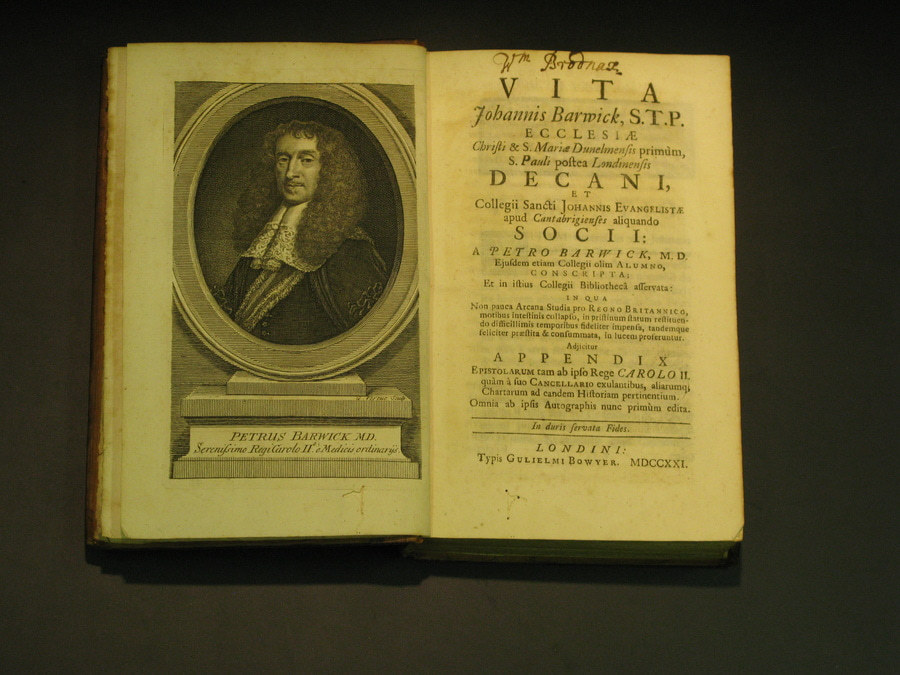 PETRUS BARWICK MD.
Serenissimo Regi Carolo IIº. è Medicis ordinarijs.
Wm Brodnax
VITA
Johannis Barwick, S.T.P.
ECCLESIÆ
Christi & S. Mariæ Dunelmensis primùm,
S. Pauli postea Londinensis
DECANI,
ET
Collegii Sancti JOHANNIS EVANGELISTÆ
apud Cantabrigienses aliquando
SOCII:
A PETRO BARWICK, M.D.
Ejusdem etiam Collegii olim ALUMNO,
CONSCRIPTA;
Et in istius Collegii Bibliothecâ asservata:
IN QUA
Non pauca Arcana Studia pro REGNO BRITANNICO,
moribus intestinis collapso, in pristinum statum restituen-
do difficillimis temporibus fideliter impensa, tandemque
feliciter præstita & consummata, in lucem proferuntur.
Adjicitur
APPENDIX
EPISTOLARUM tam ab ipso Rege CAROLO II.
quàm à suo CANCELLARIO exulantibus, aliarumq;
Chartarum ad eandem Historiam pertinentium.
Omnia ab ipsis Autographis nunc primùm edita.
In duris servata Fides.
LONDINI:
Typis GULIELMI BOWYER. MDCCXXI.